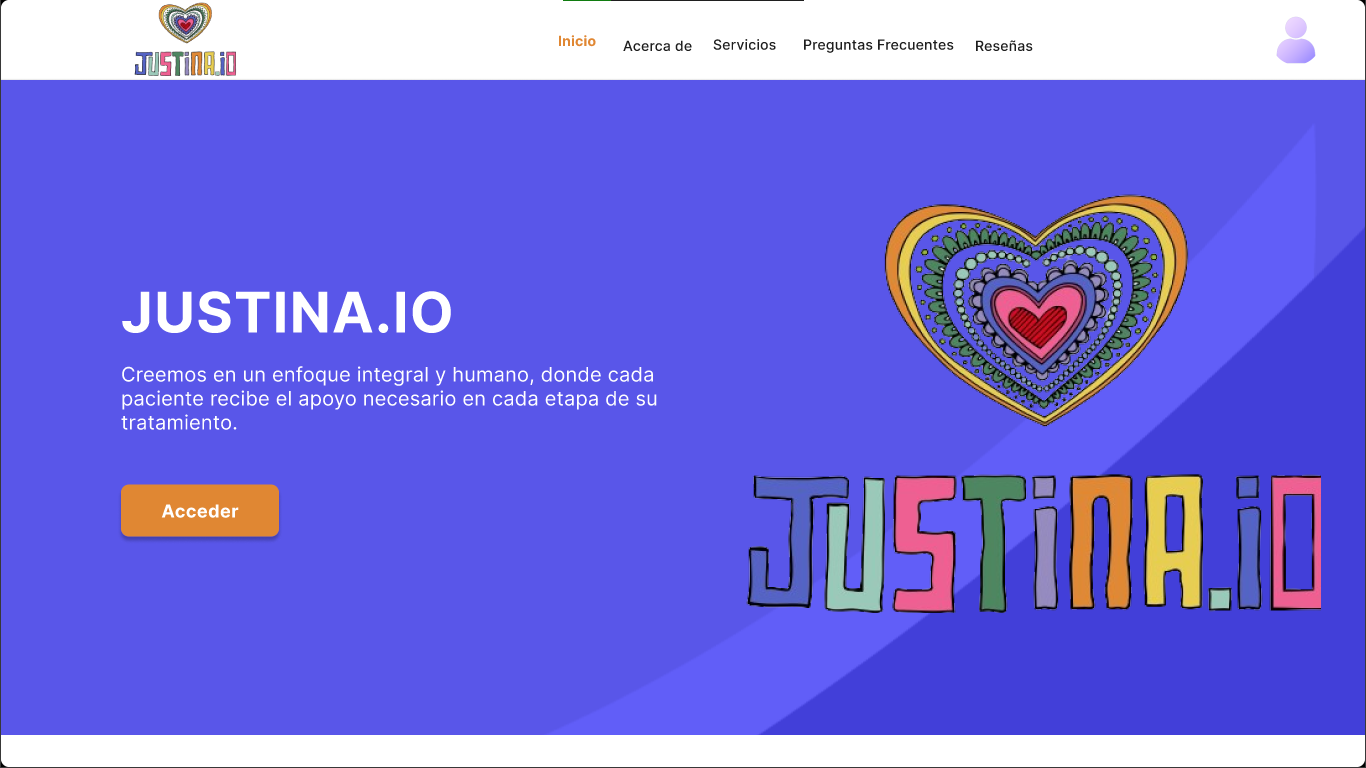 JUSTINA.IO
Inicio
Acerca de
Servicios
Preguntas Frecuentes
Reseñas
JUSTINA.IO
Creemos en un enfoque integral y humano, donde cada
paciente recibe el apoyo necesario en cada etapa de su
tratamiento.
Acceder
JUSTiNA.iO